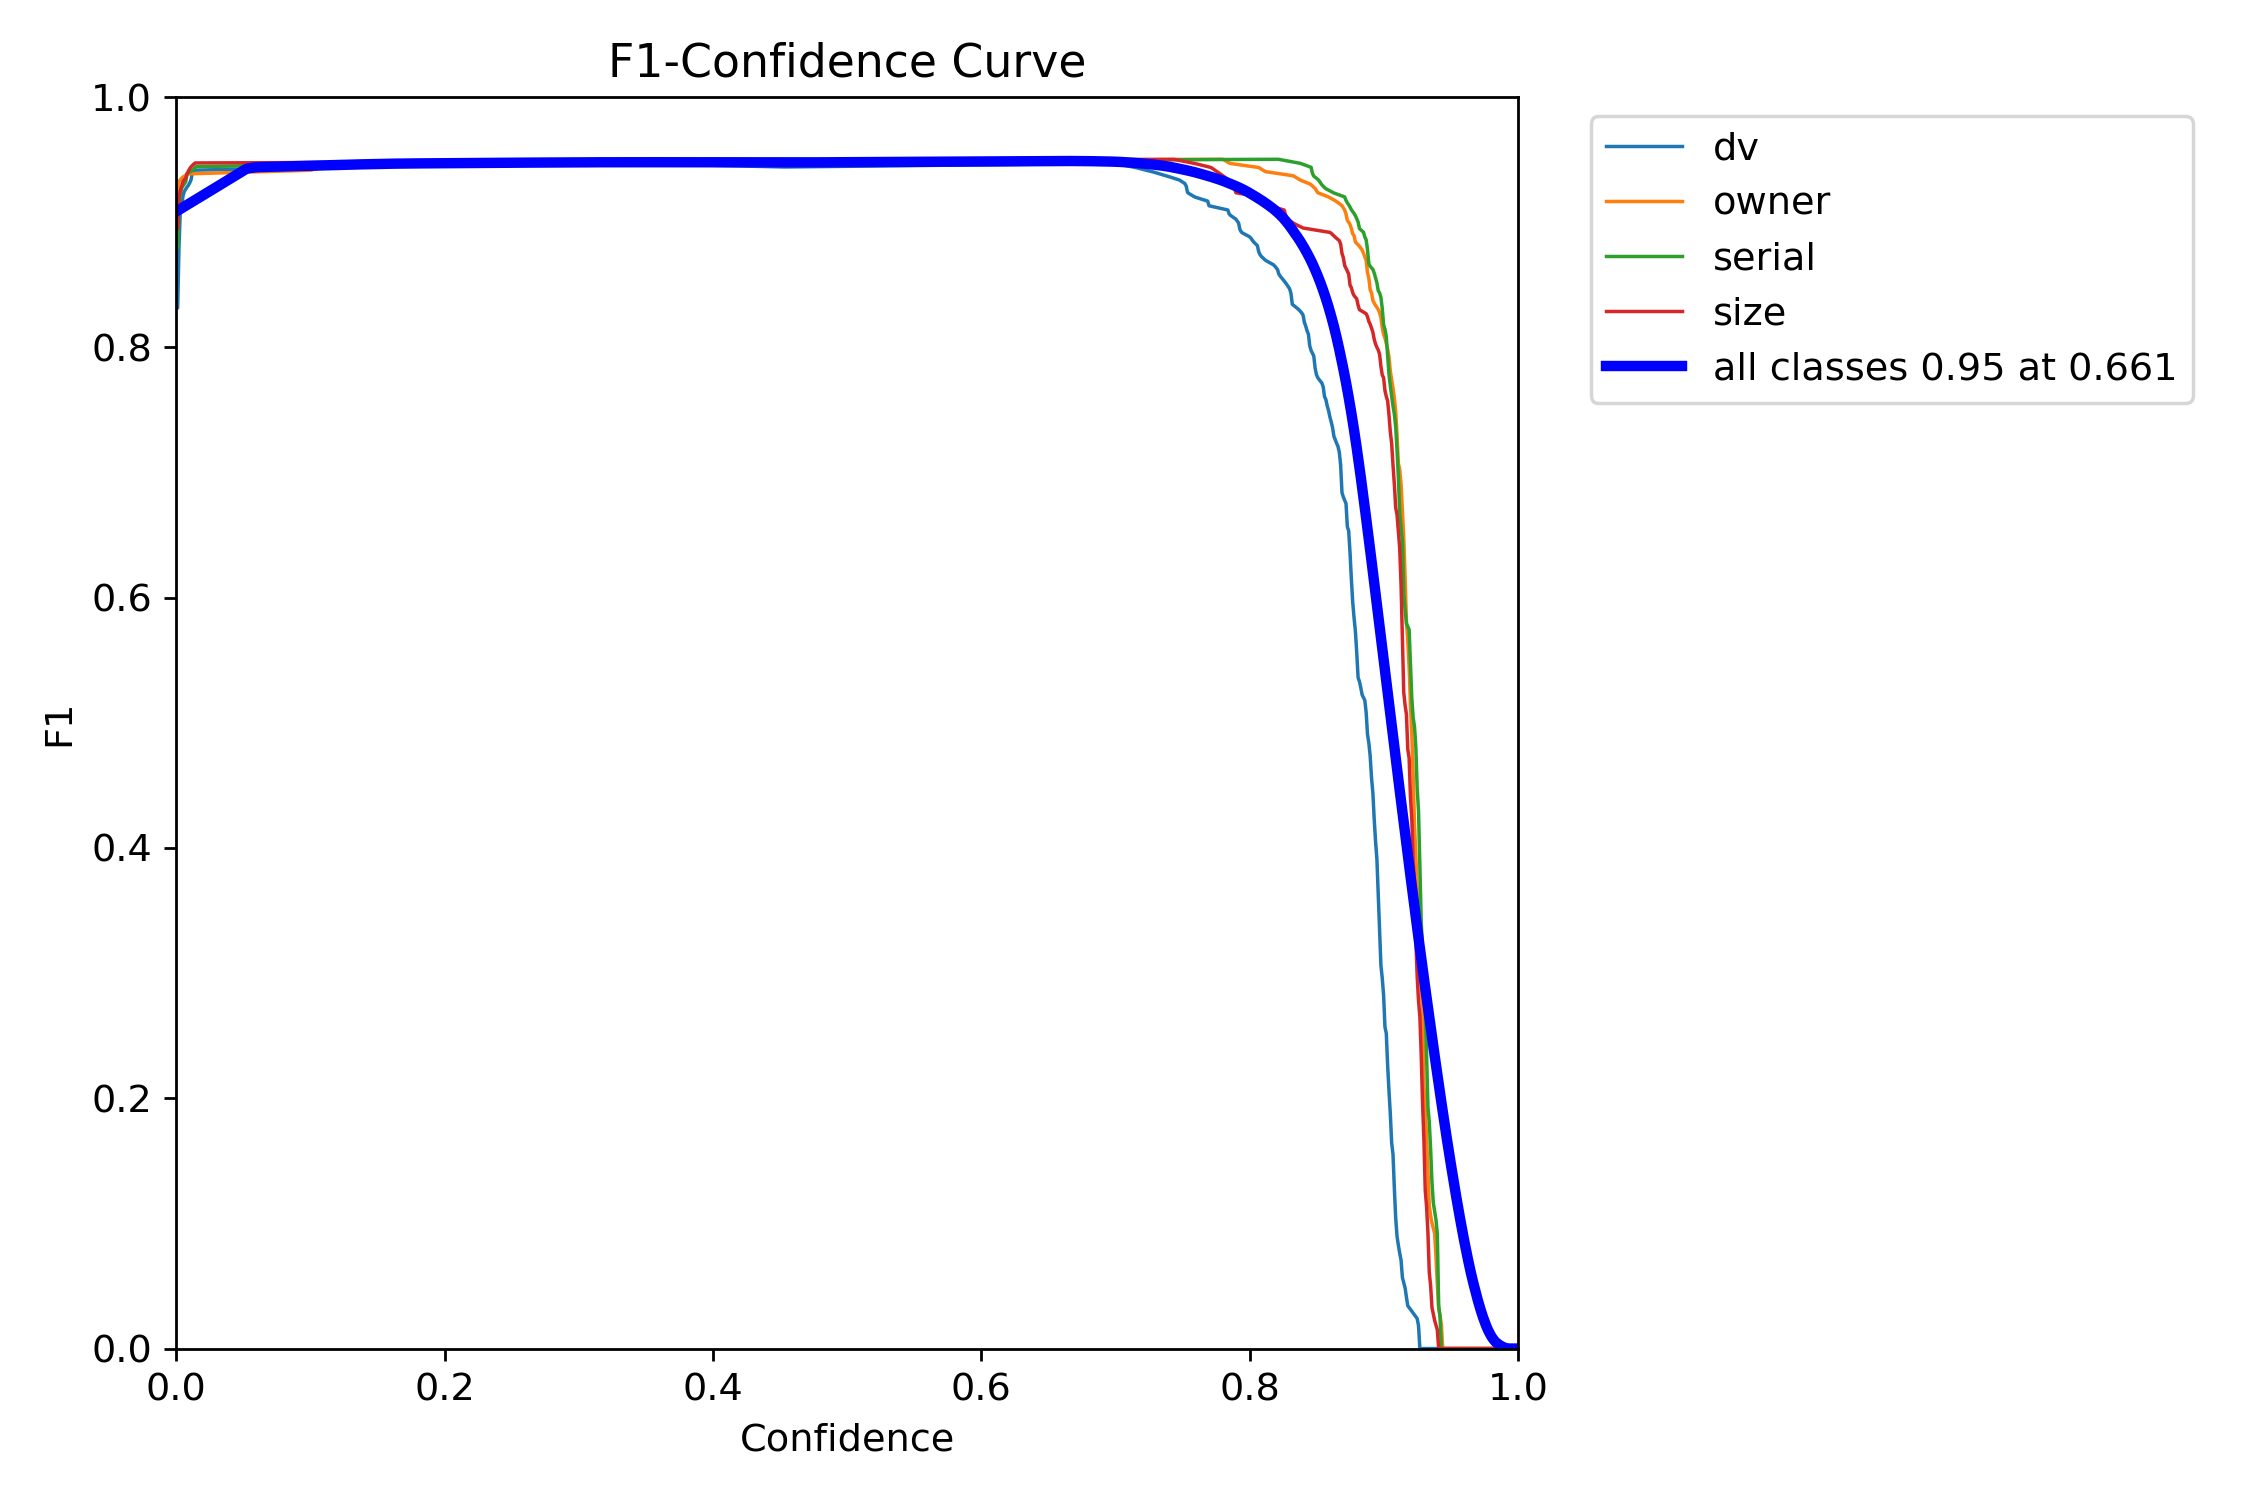 F1-Confidence Curve
1.0
0.8
0.6
0.4
0.2
0.0
F1
0.0 0.2 0.4 0.6 0.8 1.0
Confidence
dv
owner
serial
size
all classes 0.95 at 0.661